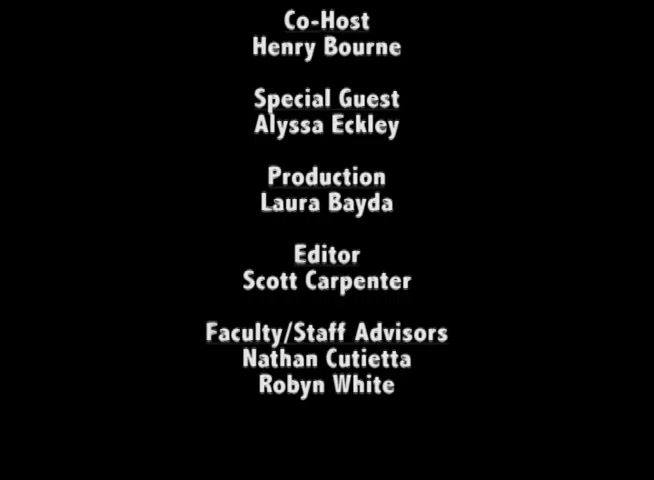 Co-Host
Henry Bourne
Special Guest
Alyssa Eckley
Production
Laura Bayda
Editor
Scott Carpenter
Faculty/Staff Advisors
Nathan Cutietta
Robyn White